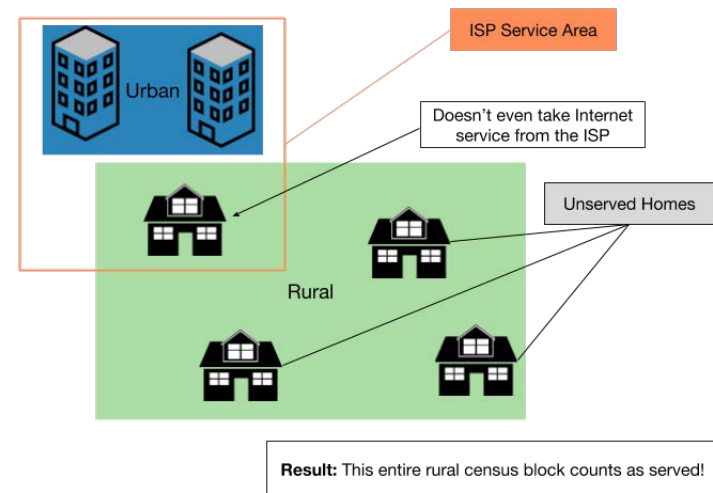 ISP Service Area
Urban
Doesn’t even take Internet
service from the ISP
Unserved Homes
Rural
Result: This entire rural census block counts as served!